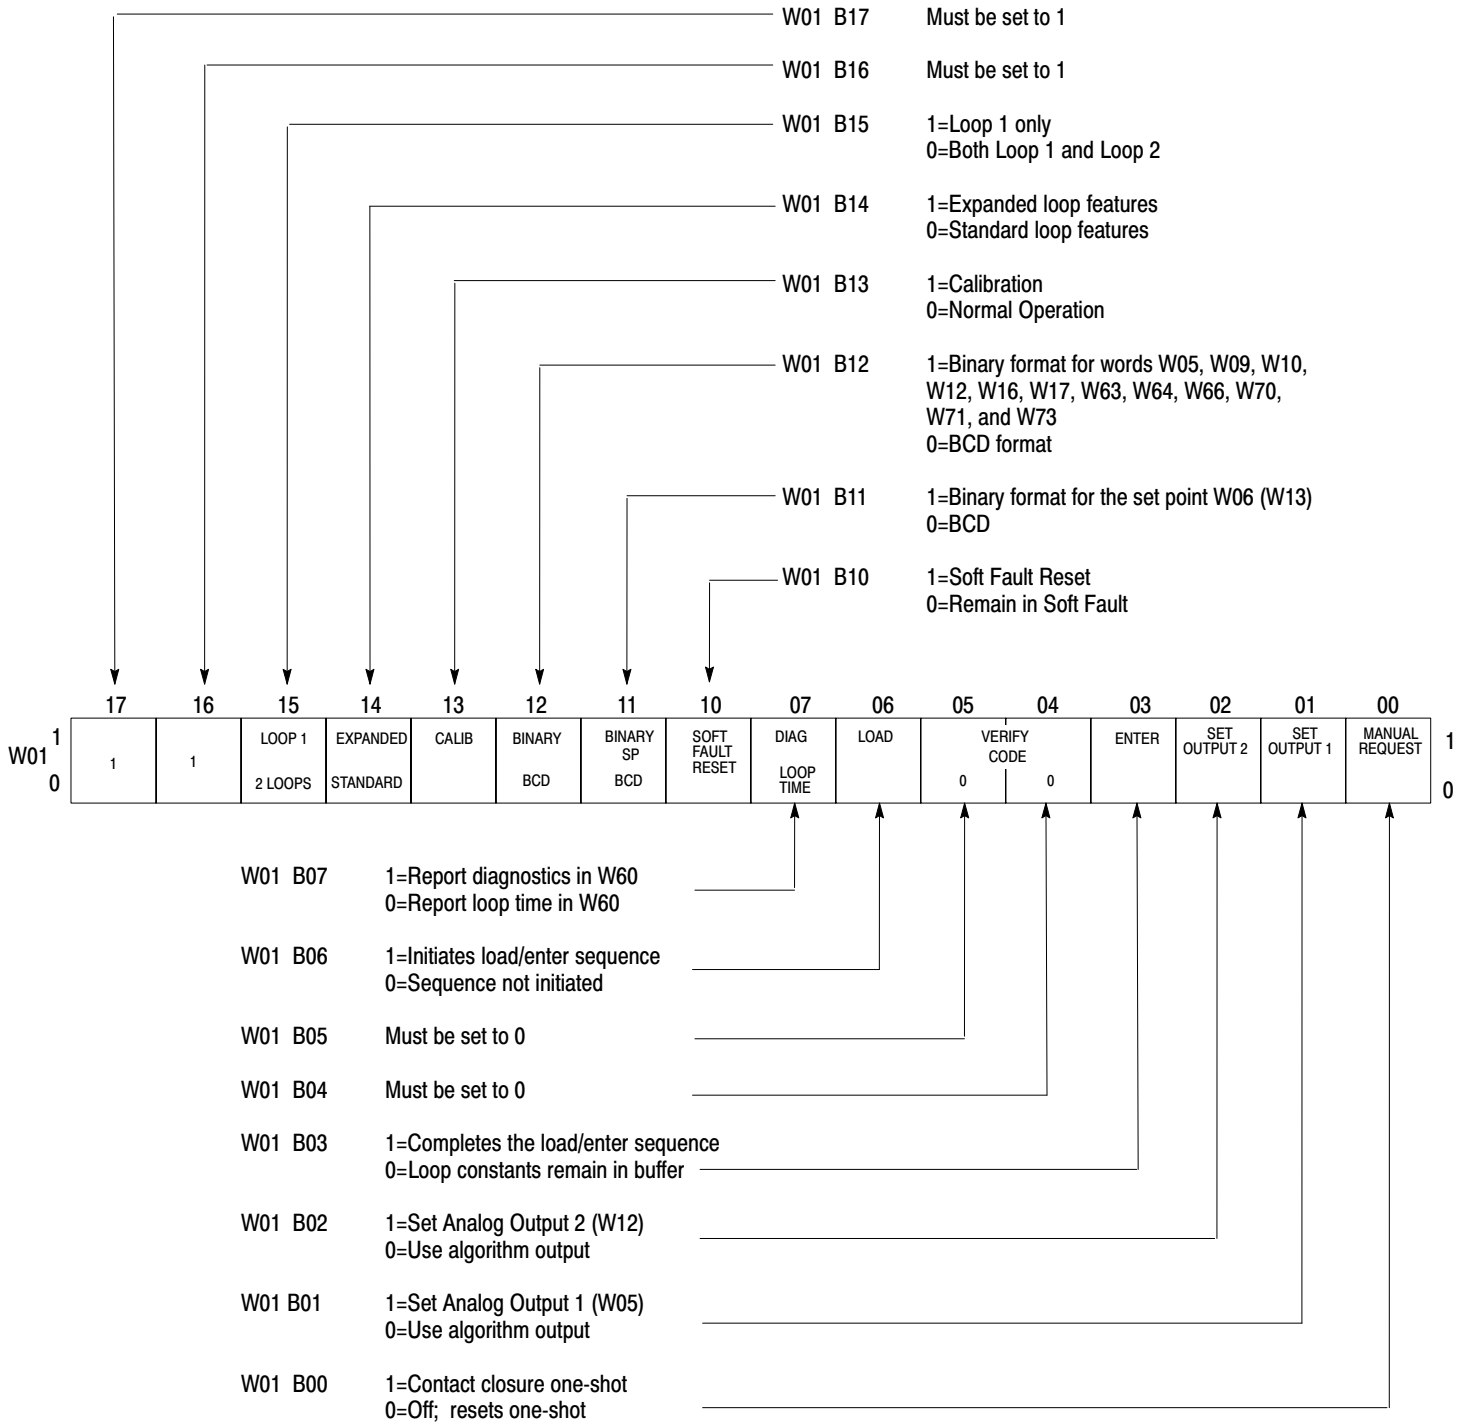 W01 B17 Must be set to 1
W01 B16 Must be set to 1
W01 B15 1=Loop 1 only
0=Both Loop 1 and Loop 2
W01 B14 1=Expanded loop features
0=Standard loop features
W01 B13 1=Calibration
0=Normal Operation
W01 B12 1=Binary format for words W05, W09, W10,
W12, W16, W17, W63, W64, W66, W70,
W71, and W73
0=BCD format
W01 B11 1=Binary format for the set point W06 (W13)
0=BCD
W01 B10 1=Soft Fault Reset
0=Remain in Soft Fault
17 16 15 14 13 12 11 10 07 06 05 04 03 02 01 00
W01
1
0
1
1
LOOP 1
2 LOOPS
EXPANDED
STANDARD
CALIB
BINARY
BCD
BINARY
SP
BCD
SOFT
FAULT
RESET
DIAG
LOOP
TIME
LOAD
VERIFY
CODE
0 0
ENTER
SET
OUTPUT 2
SET
OUTPUT 1
MANUAL
REQUEST
1
0
W01 B07 1=Report diagnostics in W60
0=Report loop time in W60
W01 B06 1=Initiates load/enter sequence
0=Sequence not initiated
W01 B05 Must be set to 0
W01 B04 Must be set to 0
W01 B03 1=Completes the load/enter sequence
0=Loop constants remain in buffer
W01 B02 1=Set Analog Output 2 (W12)
0=Use algorithm output
W01 B01 1=Set Analog Output 1 (W05)
0=Use algorithm output
W01 B00 1=Contact closure one-shot
0=Off; resets one-shot